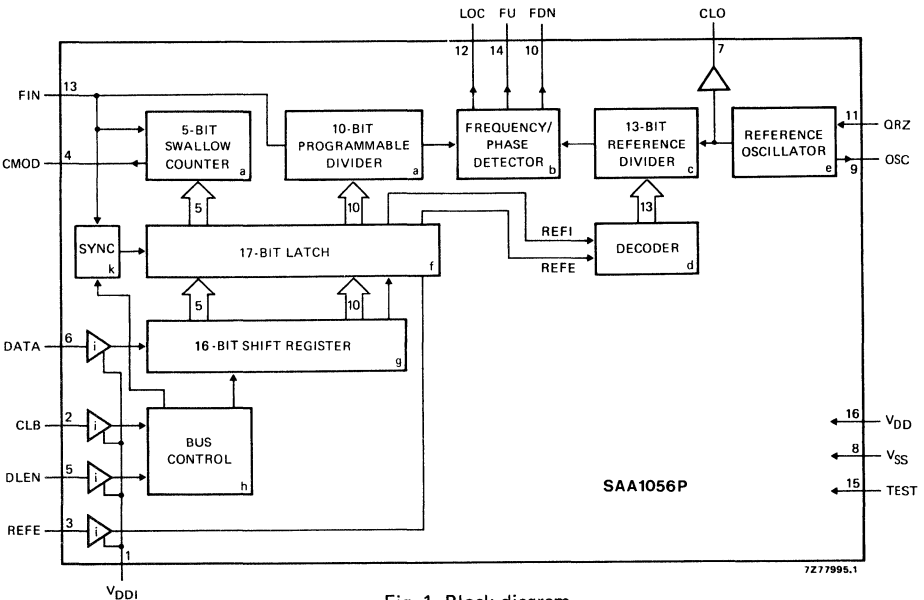 LOC FU FDN CLO
12 14 10 7
FIN 13
5-BIT
SWALLOW
COUNTER
a
10-BIT
PROGRAMMABLE
DIVIDER
a
FREQUENCY/
PHASE
DETECTOR
b
13-BIT
REFERENCE
DIVIDER
c
REFERENCE
OSCILLATOR
e
11 QRZ
OSC
9
CMOD 4
5 10 13
SYNC
k
17-BIT LATCH
f
REFI
REFE
DECODER
d
5 10
DATA 6
i
16-BIT SHIFT REGISTER
g
CLB 2
i
BUS
CONTROL
h
DLEN 5
i
REFE 3
i
1
VDDI
16 VDD
8 VSS
15 TEST
SAA1056P
7Z77995.1
Fig. 1 Block diagram